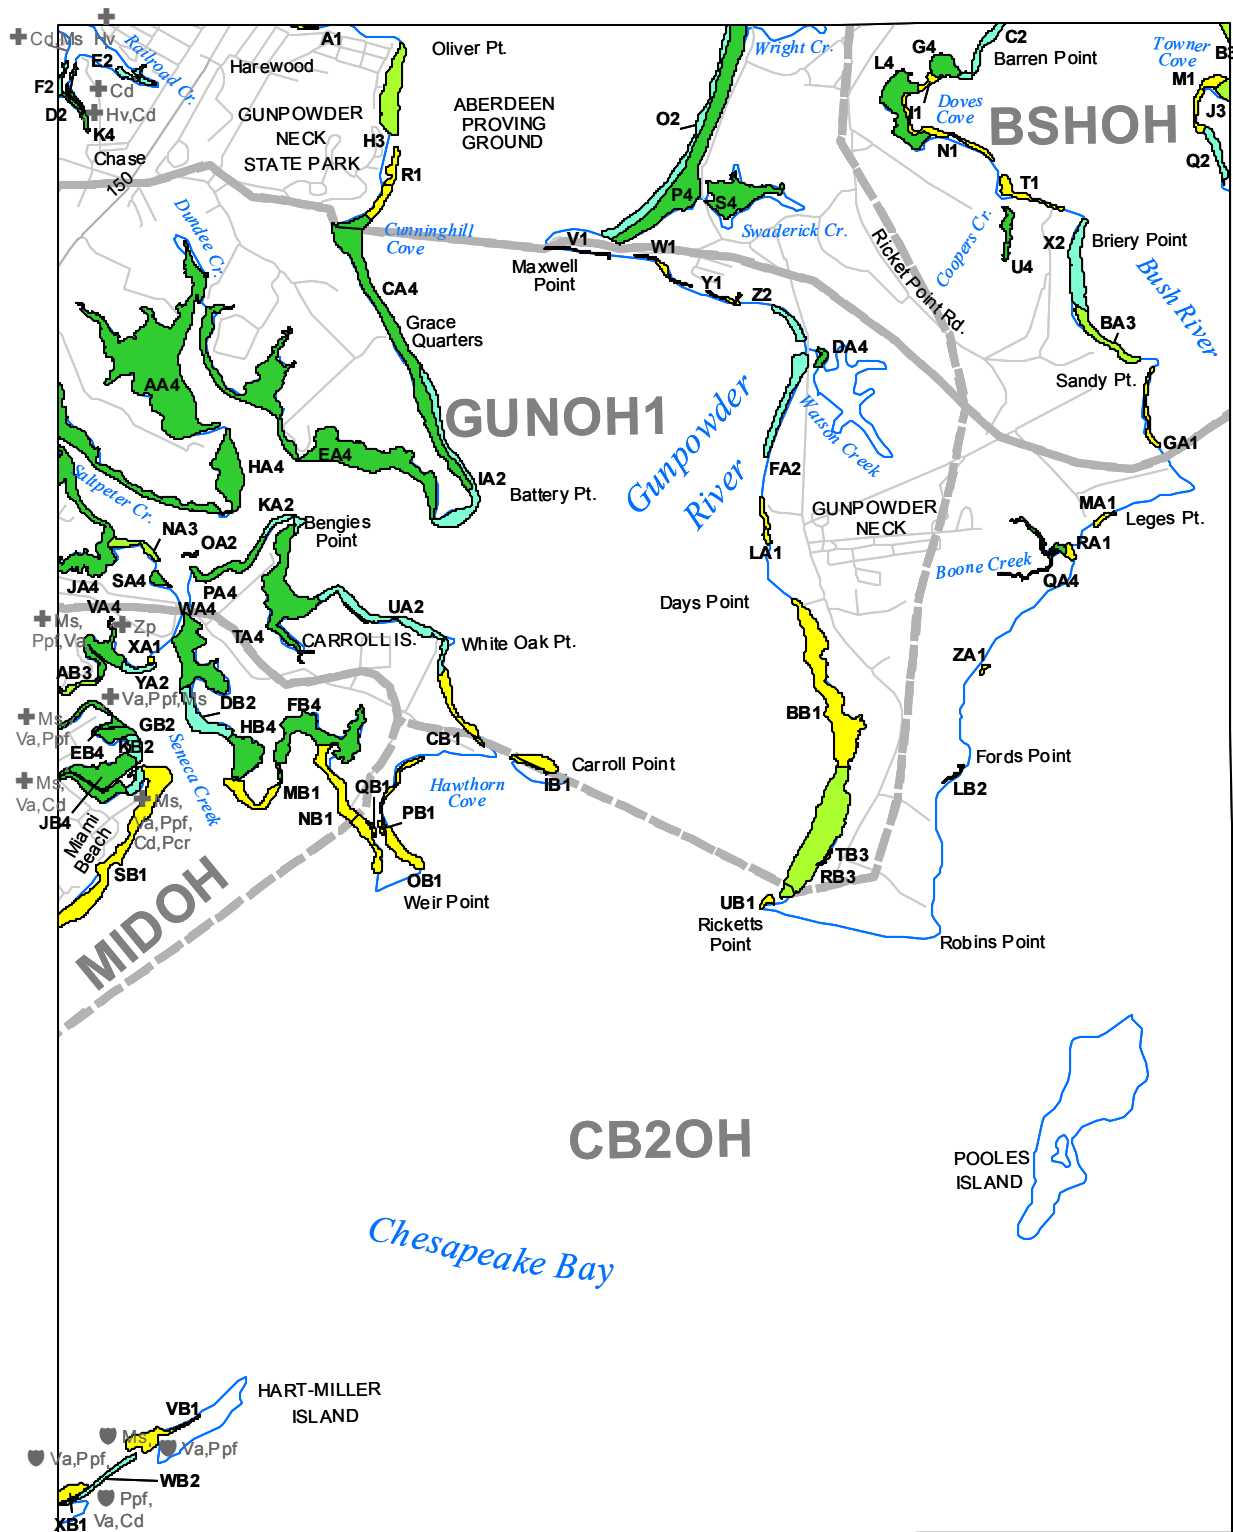 Cd,Ms
Hv
A1
Oliver Pt.
Wright Cr.
G4
C2
Towner
Cove
Barren Point
L4
E2
Railroad Cr.
Harewood
F2
Cd
M1
D2
Hv,Cd
GUNPOWDER
NECK
STATE PARK
ABERDEEN
PROVING
GROUND
O2
I1
Doves
Cove
BSHOH
J3
K4
H3
N1
Chase
150
R1
Q2
P4
S4
T1
Dundee Cr.
Cunninghill
Cove
V1
W1
Swaderick Cr.
Ricket Point Rd.
Coopers Cr.
X2
Briery Point
U4
Maxwell
Point
Y1
Z2
Bush River
CA4
Grace
Quarters
BA3
DA4
AA4
Sandy Pt.
GUNOH1
Gunpowder
River
Watson Creek
GA1
EA4
HA4
Saltpeter Cr.
IA2
Battery Pt.
FA2
KA2
Bengies
Point
GUNPOWDER
NECK
MA1
Leges Pt.
NA3
OA2
LA1
RA1
Boone Creek
QA4
JA4
SA4
PA4
VA4
WA4
UA2
Days Point
Ms,
Ppf,Va
Zp
XA1
TA4
CARROLL IS.
White Oak Pt.
ZA1
AB3
YA2
Va,Ppf,Ms
DB2
FB4
BB1
Ms,
Va,Ppf
GB2
HB4
EB4
KB2
Seneca Creek
CB1
Fords Point
Carroll Point
IB1
LB2
Ms,
Va,Cd
MB1
QB1
Hawthorn
Cove
JB4
Ms,
Va,Ppf,
Cd,Pcr
NB1
PB1
Miami
Beach
SB1
TB3
RB3
OB1
Weir Point
UB1
Ricketts
Point
MIDOH
Robins Point
CB2OH
POOLES
ISLAND
Chesapeake Bay
HART-MILLER
ISLAND
VB1
Ms,
Va,Ppf
Va,Ppf,
WB2
Ppf,
Va,Cd
XB1